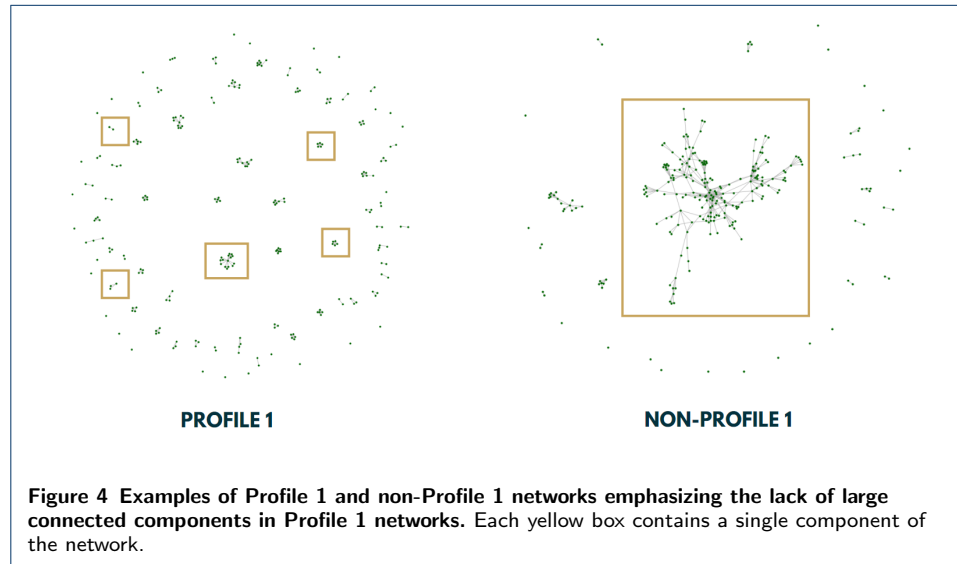 PROFILE 1
NON-PROFILE 1
Figure 4 Examples of Profile 1 and non-Profile 1 networks emphasizing the lack of large
connected components in Profile 1 networks. Each yellow box contains a single component of
the network.